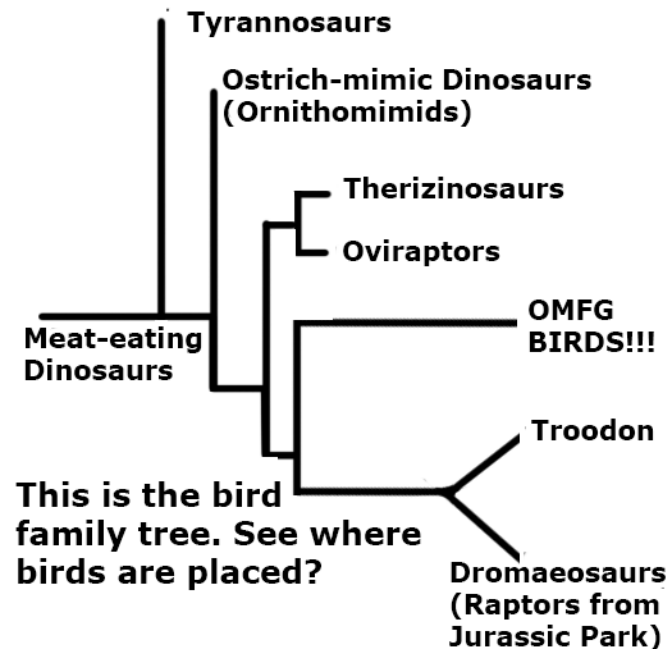 Tyrannosaurs
Ostrich-mimic Dinosaurs
(Ornithomimids)
Therizinosaurs
Oviraptors
OMFG
BIRDS!!!
Meat-eating
Dinosaurs
Troodon
This is the bird
family tree. See where
birds are placed?
Dromaeosaurs
(Raptors from
Jurassic Park)